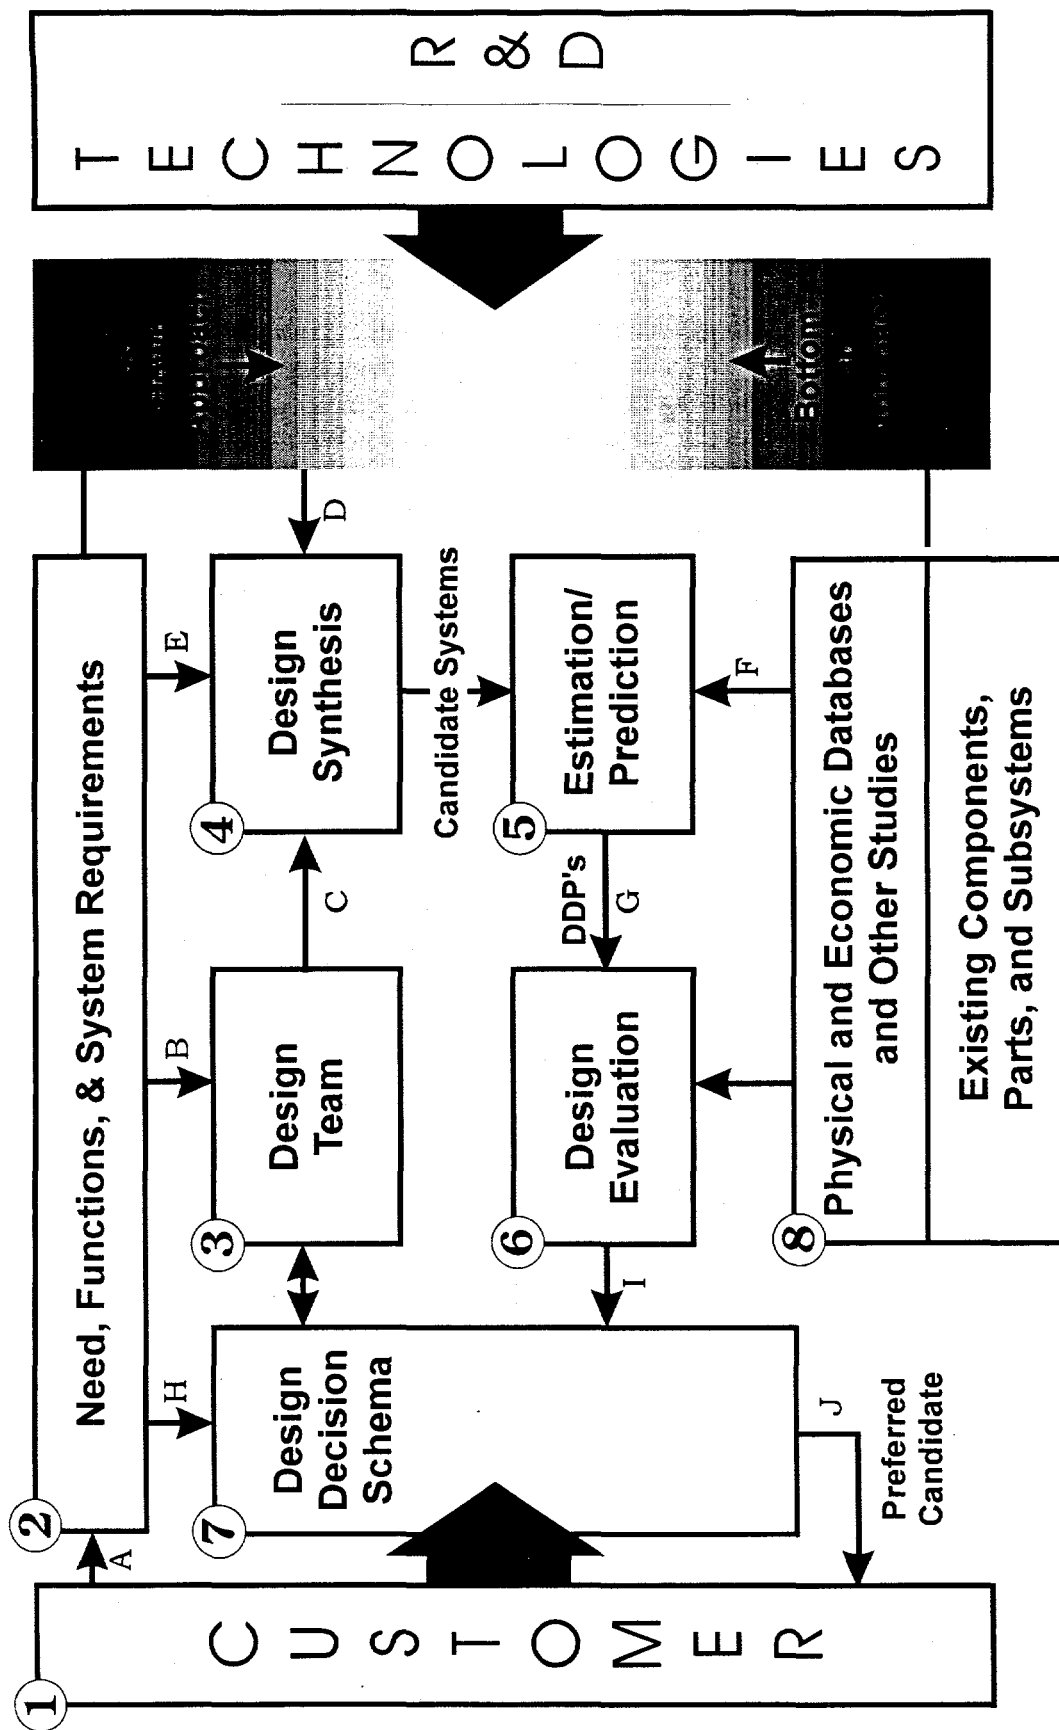 1
CUSTOMER
A
2
Need, Functions, & System Requirements
H
B
E
7
Design
Decision
Schema
3
Design
Team
C
4
Design
Synthesis
D
Candidate Systems
I
6
Design
Evaluation
DDP's
G
5
Estimation/
Prediction
F
J
Preferred
Candidate
8
Physical and Economic Databases
and Other Studies
Existing Components,
Parts, and Subsystems
Bottom
TECHNOLOGIES
R&D